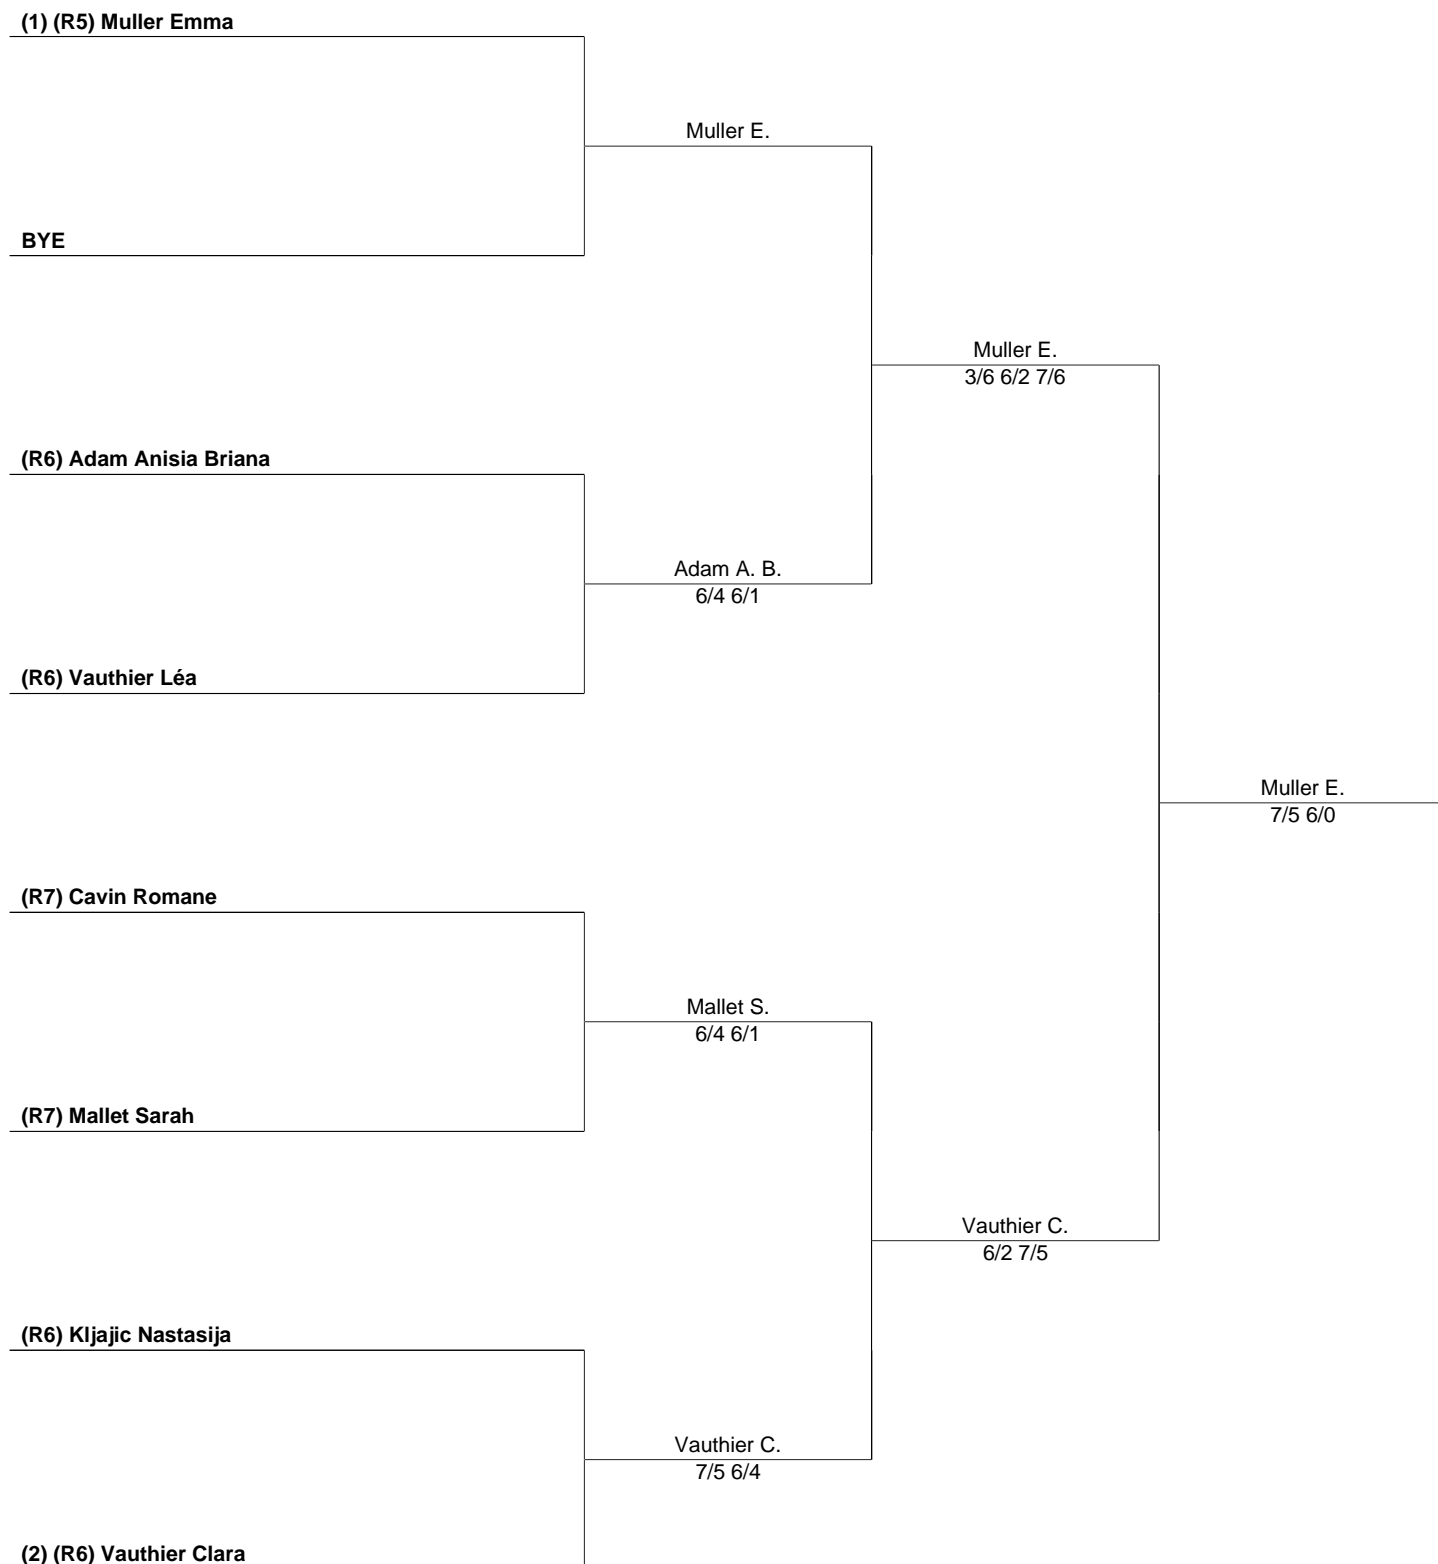 (1) (R5) Muller Emma
Muller E.
BYE
Muller E.
3/6 6/2 7/6
(R6) Adam Anisia Briana
Adam A. B.
6/4 6/1
(R6) Vauthier Léa
Muller E.
7/5 6/0
(R7) Cavin Romane
Mallet S.
6/4 6/1
(R7) Mallet Sarah
Vauthier C.
6/2 7/5
(R6) Kljajic Nastasija
Vauthier C.
7/5 6/4
(2) (R6) Vauthier Clara